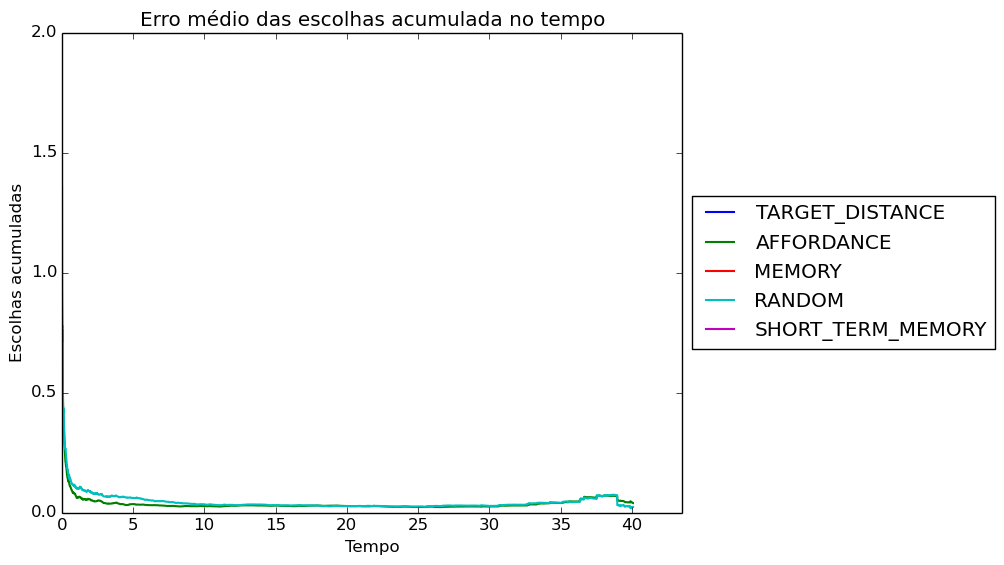 Erro médio das escolhas acumulada no tempo
2.0
1.5
1.0
0.5
0.0
Escolhas acumuladas
0 5 10 15 20 25 30 35 40
Tempo
TARGET_DISTANCE
AFFORDANCE
MEMORY
RANDOM
SHORT_TERM_MEMORY